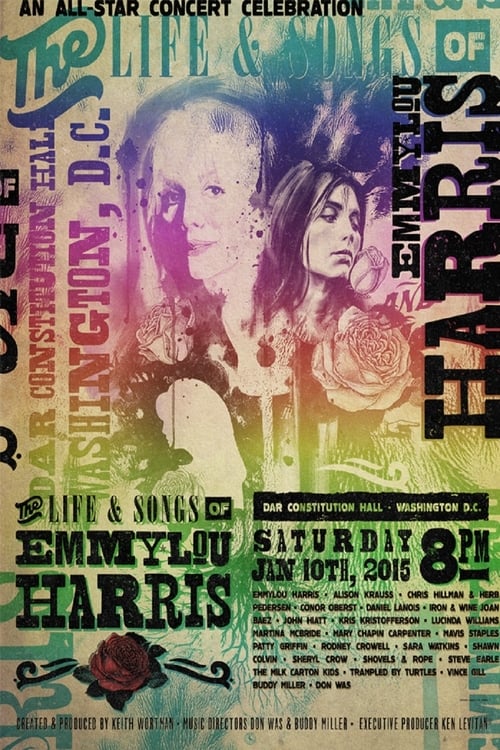 AN ALL-STAR CONCERT CELEBRATION
The LIFE & SONGS OF
EMMYLOU
HARRIS
DAR CONSTITUTION HALL
WASHINGTON, D.C.
OF
The LIFE & SONGS OF
EMMYLOU
HARRIS
DAR CONSTITUTION HALL - WASHINGTON D.C.
SATURDAY
JAN 10TH, 2015
8PM
EMMYLOU HARRIS • ALISON KRAUSS • CHRIS HILLMAN & HERB
PEDERSEN • CONOR OBERST • DANIEL LANOIS • IRON & WINE JOAN
BAEZ • JOHN HIATT • KRIS KRISTOFFERSON • LUCINDA WILLIAMS
MARTINA MCBRIDE • MARY CHAPIN CARPENTER • MAVIS STAPLES
PATTY GRIFFIN • RODNEY CROWELL • SARA WATKINS • SHAWN
COLVIN • SHERYL CROW • SHOVELS & ROPE • STEVE EARLE
THE MILK CARTON KIDS • TRAMPLED BY TURTLES • VINCE GILL
BUDDY MILLER • DON WAS
CREATED & PRODUCED BY KEITH WORTMAN • MUSIC DIRECTORS DON WAS & BUDDY MILLER • EXECUTIVE PRODUCER KEN LEVITAN